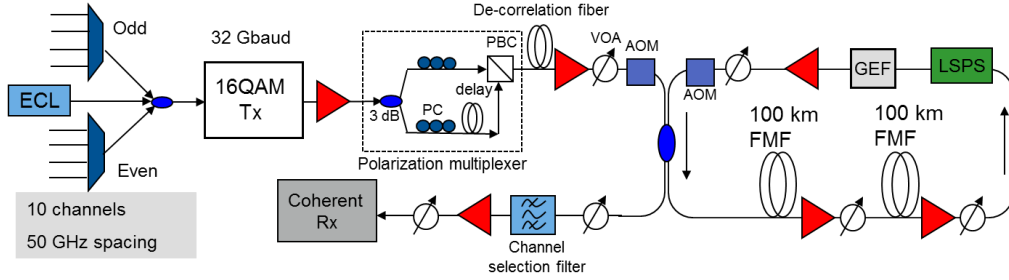 Odd
ECL
Even
10 channels
50 GHz spacing
32 Gbaud
16QAM
Tx
3 dB
PC
delay
PBC
Polarization multiplexer
De-correlation fiber
VOA
AOM
AOM
GEF
LSPS
100 km
FMF
100 km
FMF
Coherent
Rx
Channel
selection filter